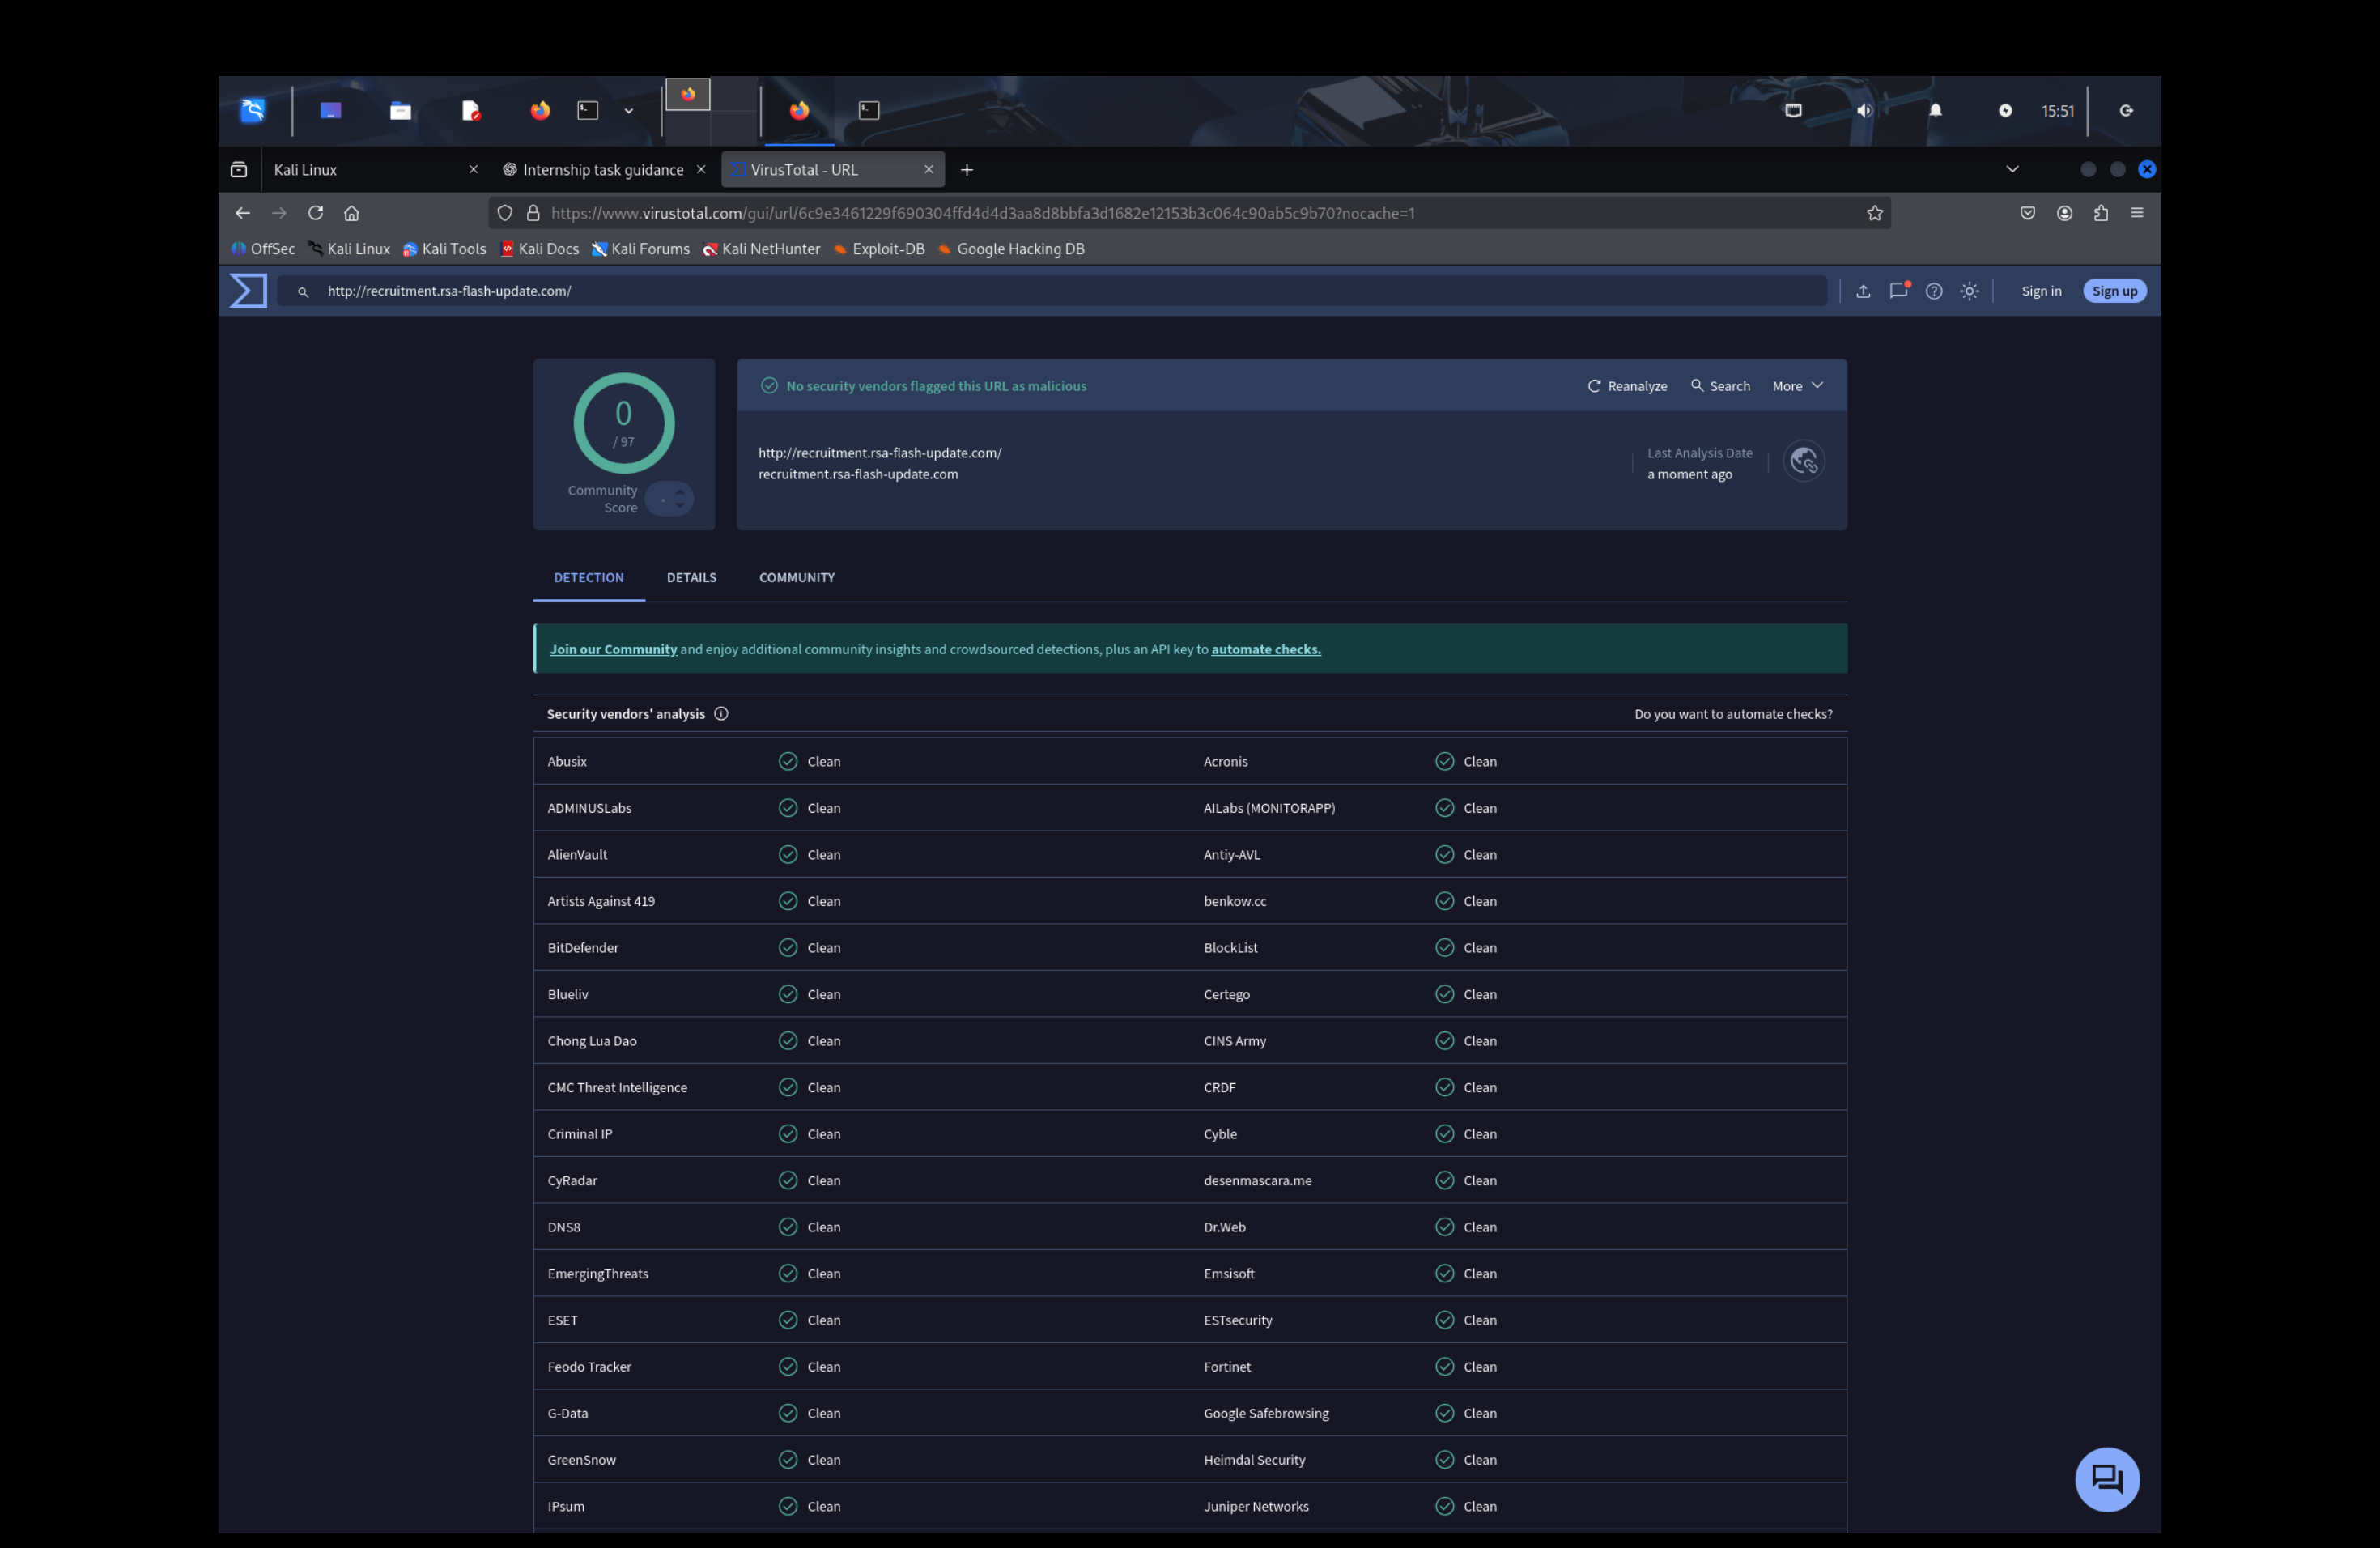 15:51
Kali Linux
Internship task guidance
VirusTotal - URL
https://www.virustotal.com/gui/url/6c9e3461229f690304ffd4d4d3aa8d8bbfa3d1682e12153b3c064c90ab5c9b70?nocache=1
OffSec Kali Linux Kali Tools Kali Docs Kali Forums Kali NetHunter Exploit-DB Google Hacking DB
http://recruitment.rsa-flash-update.com/
Sign in
Sign up
0
/ 97
Community
Score
No security vendors flagged this URL as malicious
Reanalyze Search More
http://recruitment.rsa-flash-update.com/
recruitment.rsa-flash-update.com
Last Analysis Date
a moment ago
DETECTION DETAILS COMMUNITY
Join our Community and enjoy additional community insights and crowdsourced detections, plus an API key to automate checks.
Security vendors' analysis Do you want to automate checks?
Abusix Clean Acronis Clean
ADMINUSLabs Clean AILabs (MONITORAPP) Clean
AlienVault Clean Antiy-AVL Clean
Artists Against 419 Clean benkow.cc Clean
BitDefender Clean BlockList Clean
Blueliv Clean Certego Clean
Chong Lua Dao Clean CINS Army Clean
CMC Threat Intelligence Clean CRDF Clean
Criminal IP Clean Cyble Clean
CyRadar Clean desenmascara.me Clean
DNS8 Clean Dr.Web Clean
EmergingThreats Clean Emsisoft Clean
ESET Clean ESTsecurity Clean
Feodo Tracker Clean Fortinet Clean
G-Data Clean Google Safebrowsing Clean
GreenSnow Clean Heimdal Security Clean
IPsum Clean Juniper Networks Clean